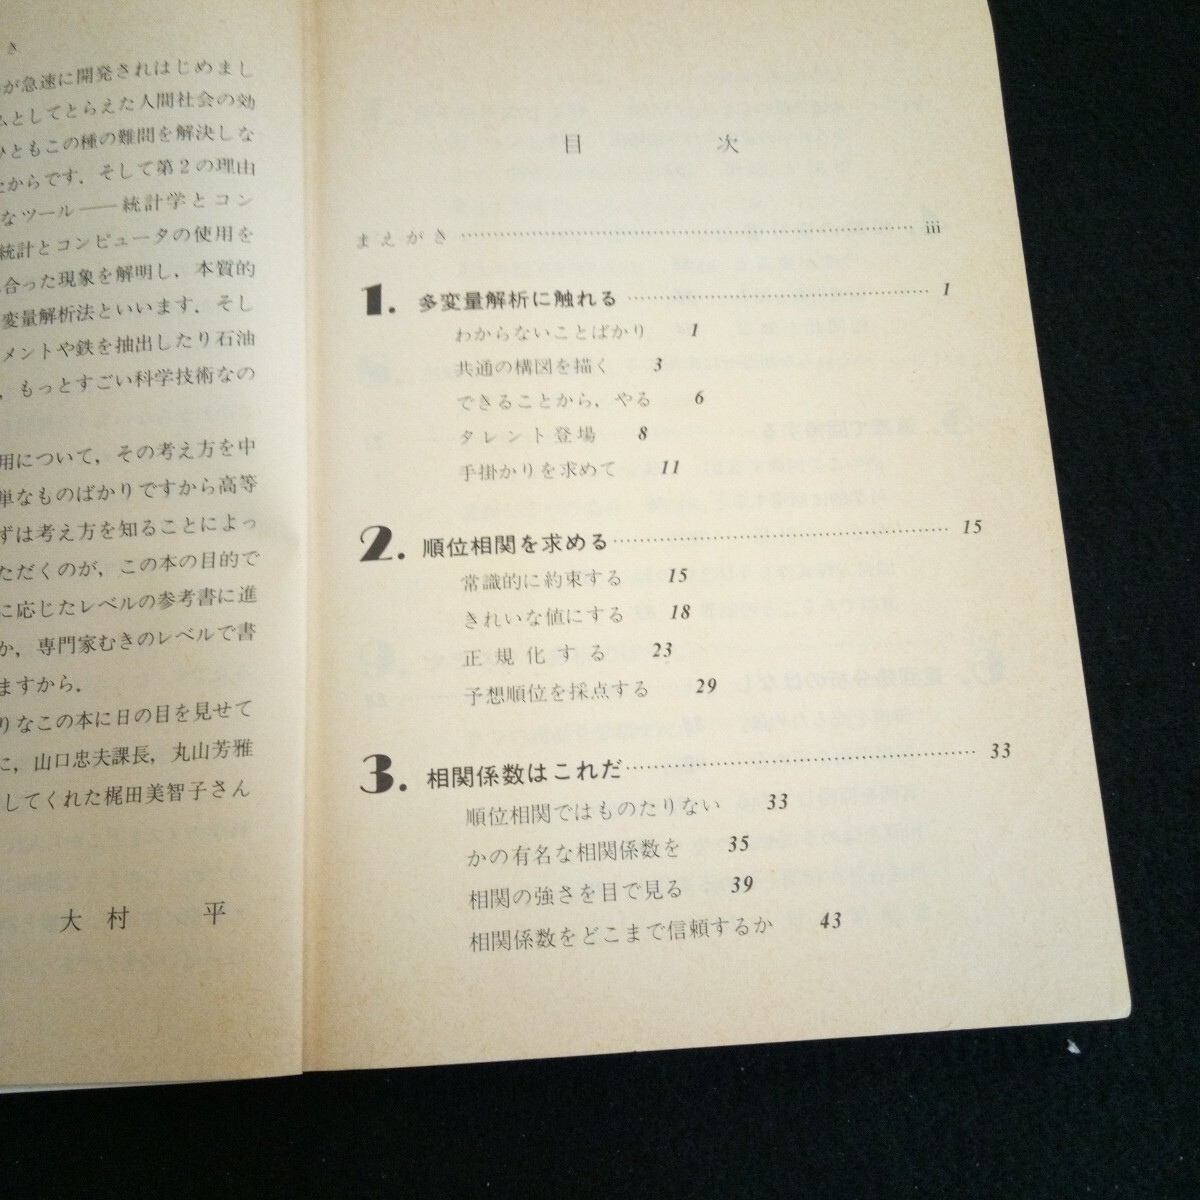 き
が急速に開発されはじめまし
ムとしてとらえた人間社会の効
ひともこの種の難問を解決しな
たからです．そして第2の理由
なツール――統計学とコン
統計とコンピュータの使用を
合った現象を解明し，本質的
変量解析法といいます．そし
メントや鉄を抽出したり石油
，もっとすごい科学技術なの
用について，その考え方を中
単なものばかりですから高等
ずは考え方を知ることによっ
ただくのが，この本の目的で
に応じたレベルの参考書に進
か，専門家むきのレベルで書
ますから．
りなこの本に日の目を見せて
に，山口忠夫課長，丸山芳雅
してくれた梶田美智子さん
大村 平
目 次
まえがき……………………iii
1. 多変量解析に触れる……………………1
わからないことばかり 1
共通の構図を描く 3
できることから，やる 6
タレント登場 8
手掛かりを求めて 11
2. 順位相関を求める……………………15
常識的に約束する 15
きれいな値にする 18
正規化する 23
予想順位を採点する 29
3. 相関係数はこれだ……………………33
順位相関ではものたりない 33
かの有名な相関係数を 35
相関の強さを目で見る 39
相関係数をどこまで信頼するか 43